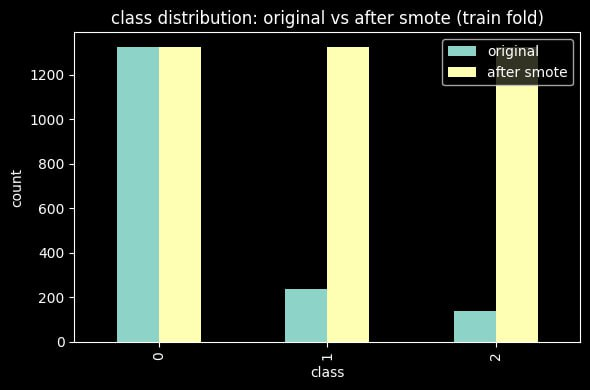 class distribution: original vs after smote (train fold)
original
after smote
1200
1000
800
600
400
200
0
count
0
1
2
class